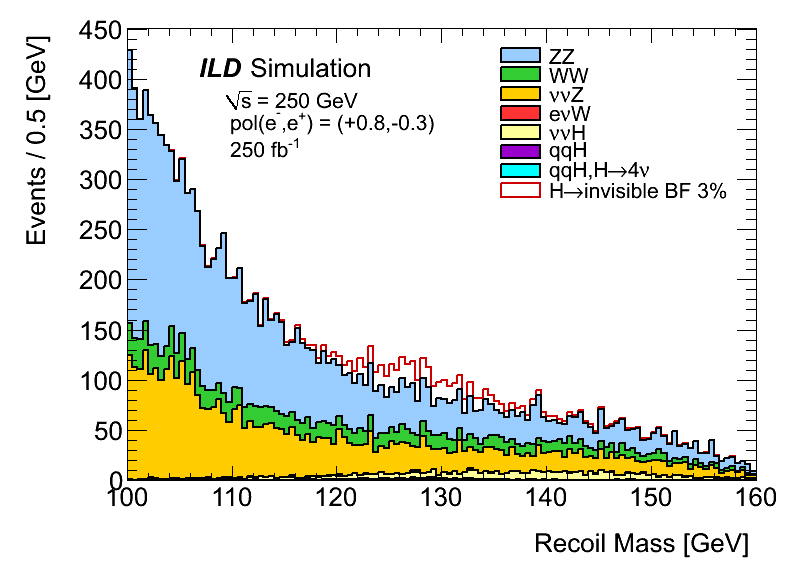 ILD Simulation
√s = 250 GeV
pol(e⁻,e⁺) = (+0.8,-0.3)
250 fb⁻¹
ZZ
WW
ννZ
eνW
ννH
qqH
qqH,H→4ν
H→invisible BF 3%
Events / 0.5 [GeV]
450
400
350
300
250
200
150
100
50
0
100 110 120 130 140 150 160
Recoil Mass [GeV]